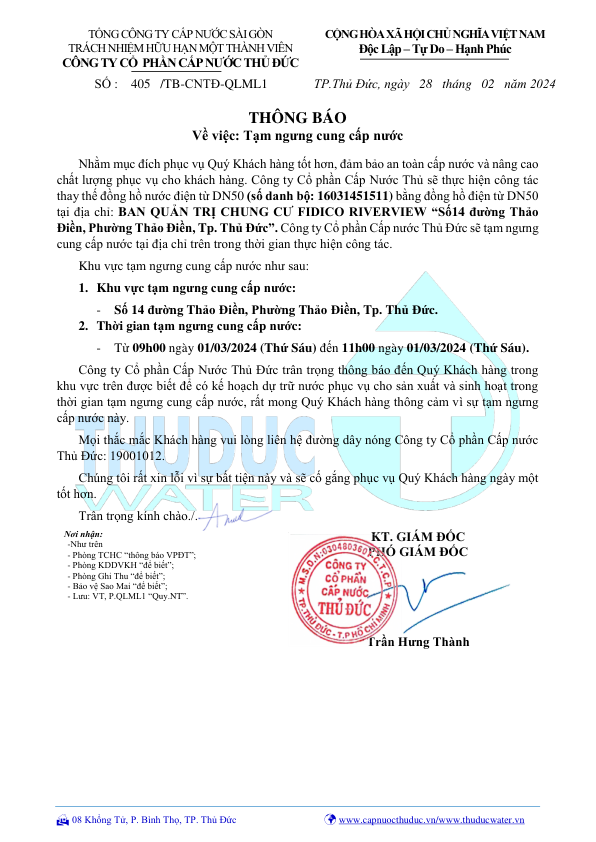 TỔNG CÔNG TY CẤP NƯỚC SÀI GÒN
TRÁCH NHIỆM HỮU HẠN MỘT THÀNH VIÊN
CÔNG TY CỔ PHẦN CẤP NƯỚC THỦ ĐỨC
SỐ : 405 /TB-CNTĐ-QLML1
CỘNG HÒA XÃ HỘI CHỦ NGHĨA VIỆT NAM
Độc Lập – Tự Do – Hạnh Phúc
TP.Thủ Đức, ngày 28 tháng 02 năm 2024
THÔNG BÁO
Về việc: Tạm ngưng cung cấp nước
Nhằm mục đích phục vụ Quý Khách hàng tốt hơn, đảm bảo an toàn cấp nước và nâng cao
chất lượng phục vụ cho khách hàng. Công ty Cổ phần Cấp Nước Thủ sẽ thực hiện công tác
thay thế đồng hồ nước điện từ DN50 (số danh bộ: 16031451511) bằng đồng hồ điện từ DN50
tại địa chỉ: BAN QUẢN TRỊ CHUNG CƯ FIDICO RIVERVIEW “Số14 đường Thảo
Điền, Phường Thảo Điền, Tp. Thủ Đức”. Công ty Cổ phần Cấp nước Thủ Đức sẽ tạm ngưng
cung cấp nước tại địa chỉ trên trong thời gian thực hiện công tác.
Khu vực tạm ngưng cung cấp nước như sau:
1. Khu vực tạm ngưng cung cấp nước:
- Số 14 đường Thảo Điền, Phường Thảo Điền, Tp. Thủ Đức.
2. Thời gian tạm ngưng cung cấp nước:
- Từ 09h00 ngày 01/03/2024 (Thứ Sáu) đến 11h00 ngày 01/03/2024 (Thứ Sáu).
Công ty Cổ phần Cấp Nước Thủ Đức trân trọng thông báo đến Quý Khách hàng trong
khu vực trên được biết để có kế hoạch dự trữ nước phục vụ cho sản xuất và sinh hoạt trong
thời gian tạm ngưng cung cấp nước, rất mong Quý Khách hàng thông cảm vì sự tạm ngưng
cấp nước này.
Mọi thắc mắc Khách hàng vui lòng liên hệ đường dây nóng Công ty Cổ phần Cấp nước
Thủ Đức: 19001012.
Chúng tôi rất xin lỗi vì sự bất tiện này và sẽ cố gắng phục vụ Quý Khách hàng ngày một
tốt hơn.
Trân trọng kính chào./.
THUDUC
WATER
Nơi nhận:
-Như trên
- Phòng TCHC “thông báo VPĐT”;
- Phòng KDDVKH “để biết”;
- Phòng Ghi Thu “để biết”;
- Bảo vệ Sao Mai “để biết”;
- Lưu: VT, P.QLML1 “Quy.NT”.
KT. GIÁM ĐỐC
PHÓ GIÁM ĐỐC
M.S.D.N:030480360 C.T.C.P
CÔNG TY
CỔ PHẦN
CẤP NƯỚC
THỦ ĐỨC
TP.THỦ ĐỨC - T.P HỒ CHÍ MINH
Trần Hưng Thành
08 Khổng Tử, P. Bình Thọ, TP. Thủ Đức
www.capnuocthuduc.vn/www.thuducwater.vn